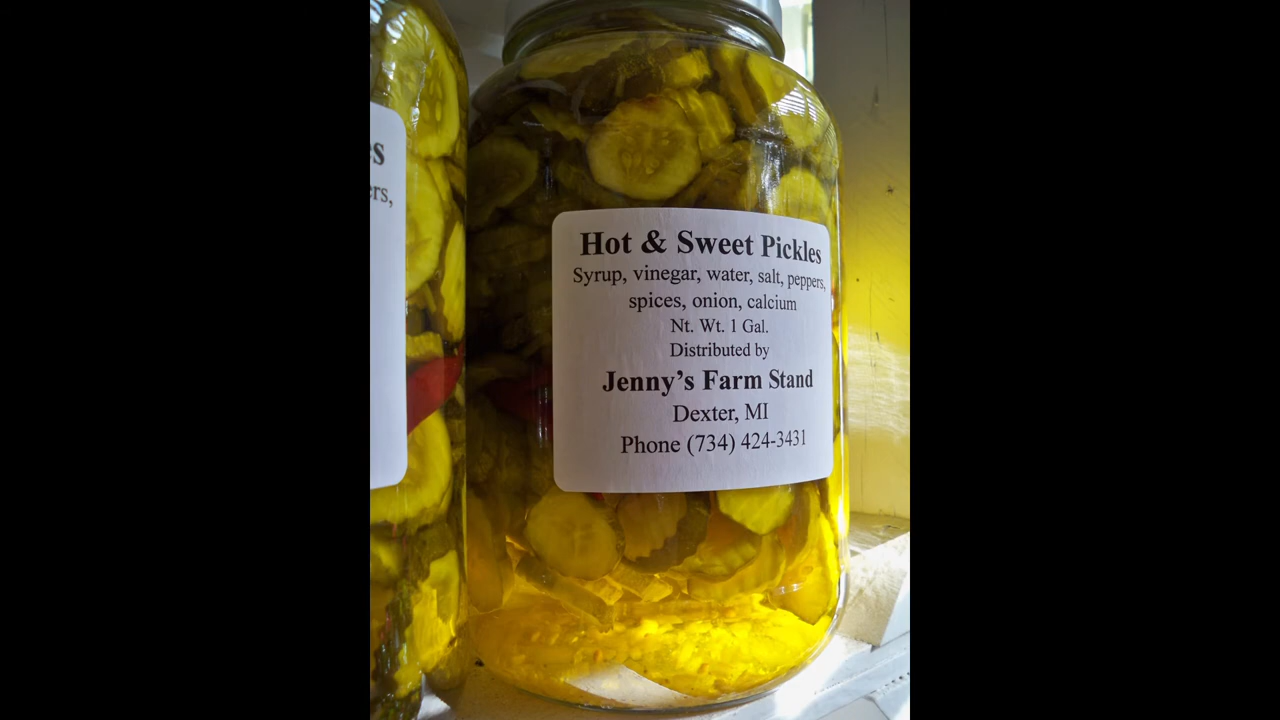 Hot & Sweet Pickles
Syrup, vinegar, water, salt, peppers,
spices, onion, calcium
Nt. Wt. 1 Gal.
Distributed by
Jenny's Farm Stand
Dexter, MI
Phone (734) 424-3431